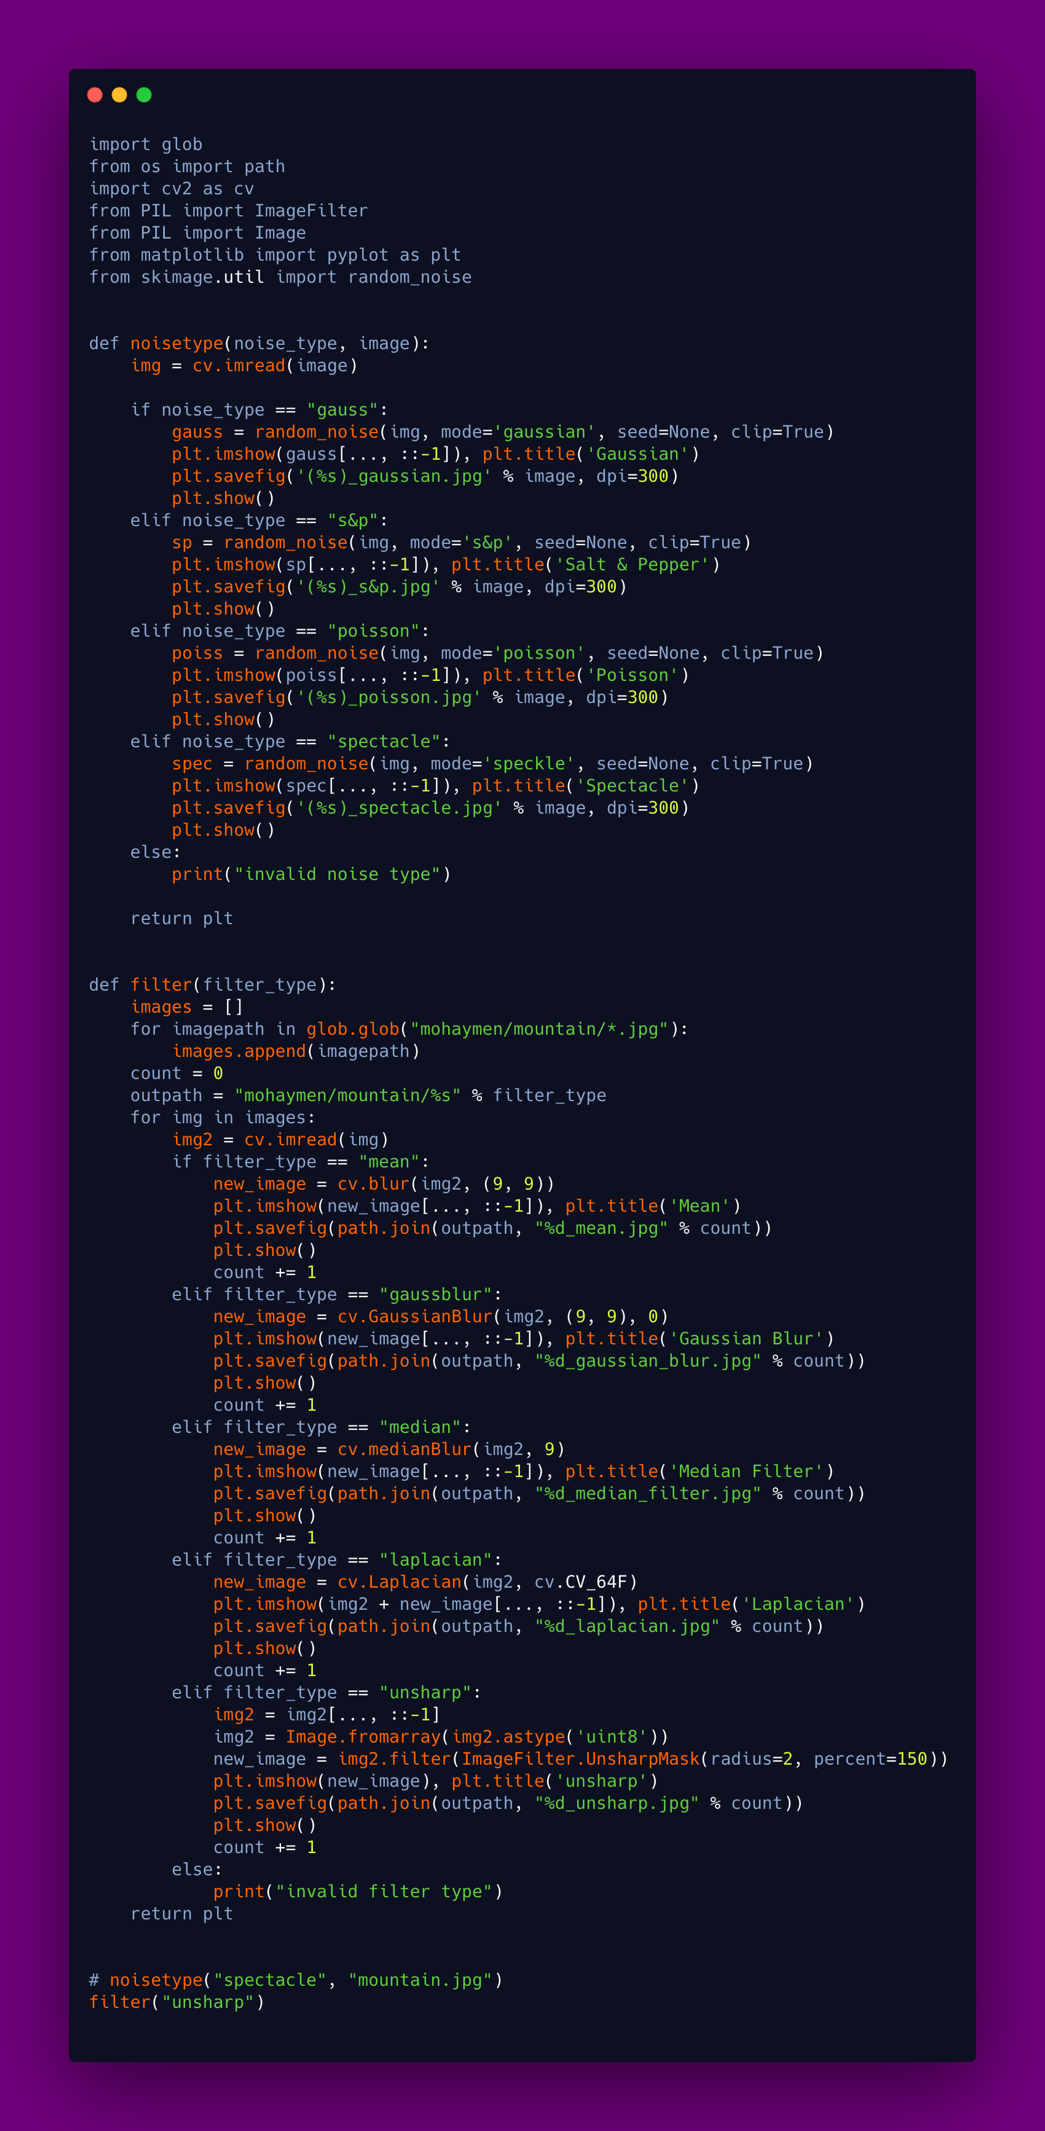 import glob
from os import path
import cv2 as cv
from PIL import ImageFilter
from PIL import Image
from matplotlib import pyplot as plt
from skimage.util import random_noise


def noisetype(noise_type, image):
    img = cv.imread(image)

    if noise_type == "gauss":
        gauss = random_noise(img, mode='gaussian', seed=None, clip=True)
        plt.imshow(gauss[..., ::-1]), plt.title('Gaussian')
        plt.savefig('(%s)_gaussian.jpg' % image, dpi=300)
        plt.show()
    elif noise_type == "s&p":
        sp = random_noise(img, mode='s&p', seed=None, clip=True)
        plt.imshow(sp[..., ::-1]), plt.title('Salt & Pepper')
        plt.savefig('(%s)_s&p.jpg' % image, dpi=300)
        plt.show()
    elif noise_type == "poisson":
        poiss = random_noise(img, mode='poisson', seed=None, clip=True)
        plt.imshow(poiss[..., ::-1]), plt.title('Poisson')
        plt.savefig('(%s)_poisson.jpg' % image, dpi=300)
        plt.show()
    elif noise_type == "spectacle":
        spec = random_noise(img, mode='speckle', seed=None, clip=True)
        plt.imshow(spec[..., ::-1]), plt.title('Spectacle')
        plt.savefig('(%s)_spectacle.jpg' % image, dpi=300)
        plt.show()
    else:
        print("invalid noise type")

    return plt


def filter(filter_type):
    images = []
    for imagepath in glob.glob("mohaymen/mountain/*.jpg"):
        images.append(imagepath)
    count = 0
    outpath = "mohaymen/mountain/%s" % filter_type
    for img in images:
        img2 = cv.imread(img)
        if filter_type == "mean":
            new_image = cv.blur(img2, (9, 9))
            plt.imshow(new_image[..., ::-1]), plt.title('Mean')
            plt.savefig(path.join(outpath, "%d_mean.jpg" % count))
            plt.show()
            count += 1
        elif filter_type == "gaussblur":
            new_image = cv.GaussianBlur(img2, (9, 9), 0)
            plt.imshow(new_image[..., ::-1]), plt.title('Gaussian Blur')
            plt.savefig(path.join(outpath, "%d_gaussian_blur.jpg" % count))
            plt.show()
            count += 1
        elif filter_type == "median":
            new_image = cv.medianBlur(img2, 9)
            plt.imshow(new_image[..., ::-1]), plt.title('Median Filter')
            plt.savefig(path.join(outpath, "%d_median_filter.jpg" % count))
            plt.show()
            count += 1
        elif filter_type == "laplacian":
            new_image = cv.Laplacian(img2, cv.CV_64F)
            plt.imshow(img2 + new_image[..., ::-1]), plt.title('Laplacian')
            plt.savefig(path.join(outpath, "%d_laplacian.jpg" % count))
            plt.show()
            count += 1
        elif filter_type == "unsharp":
            img2 = img2[..., ::-1]
            img2 = Image.fromarray(img2.astype('uint8'))
            new_image = img2.filter(ImageFilter.UnsharpMask(radius=2, percent=150))
            plt.imshow(new_image), plt.title('unsharp')
            plt.savefig(path.join(outpath, "%d_unsharp.jpg" % count))
            plt.show()
            count += 1
        else:
            print("invalid filter type")
    return plt


# noisetype("spectacle", "mountain.jpg")
filter("unsharp")